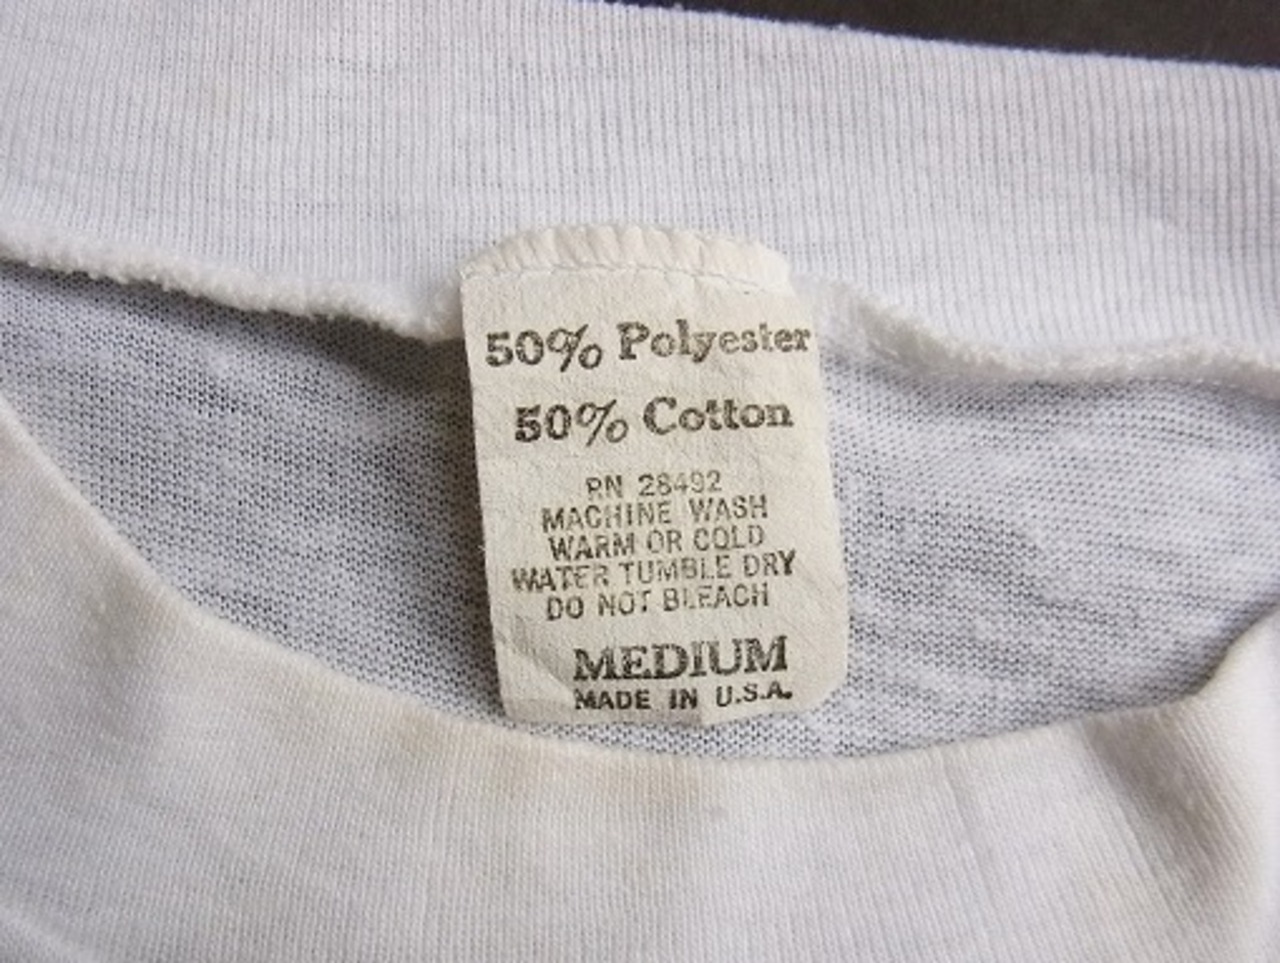 50% Polyester
50% Cotton
RN 28492
MACHINE WASH
WARM OR COLD
WATER TUMBLE DRY
DO NOT BLEACH
MEDIUM
MADE IN U.S.A.